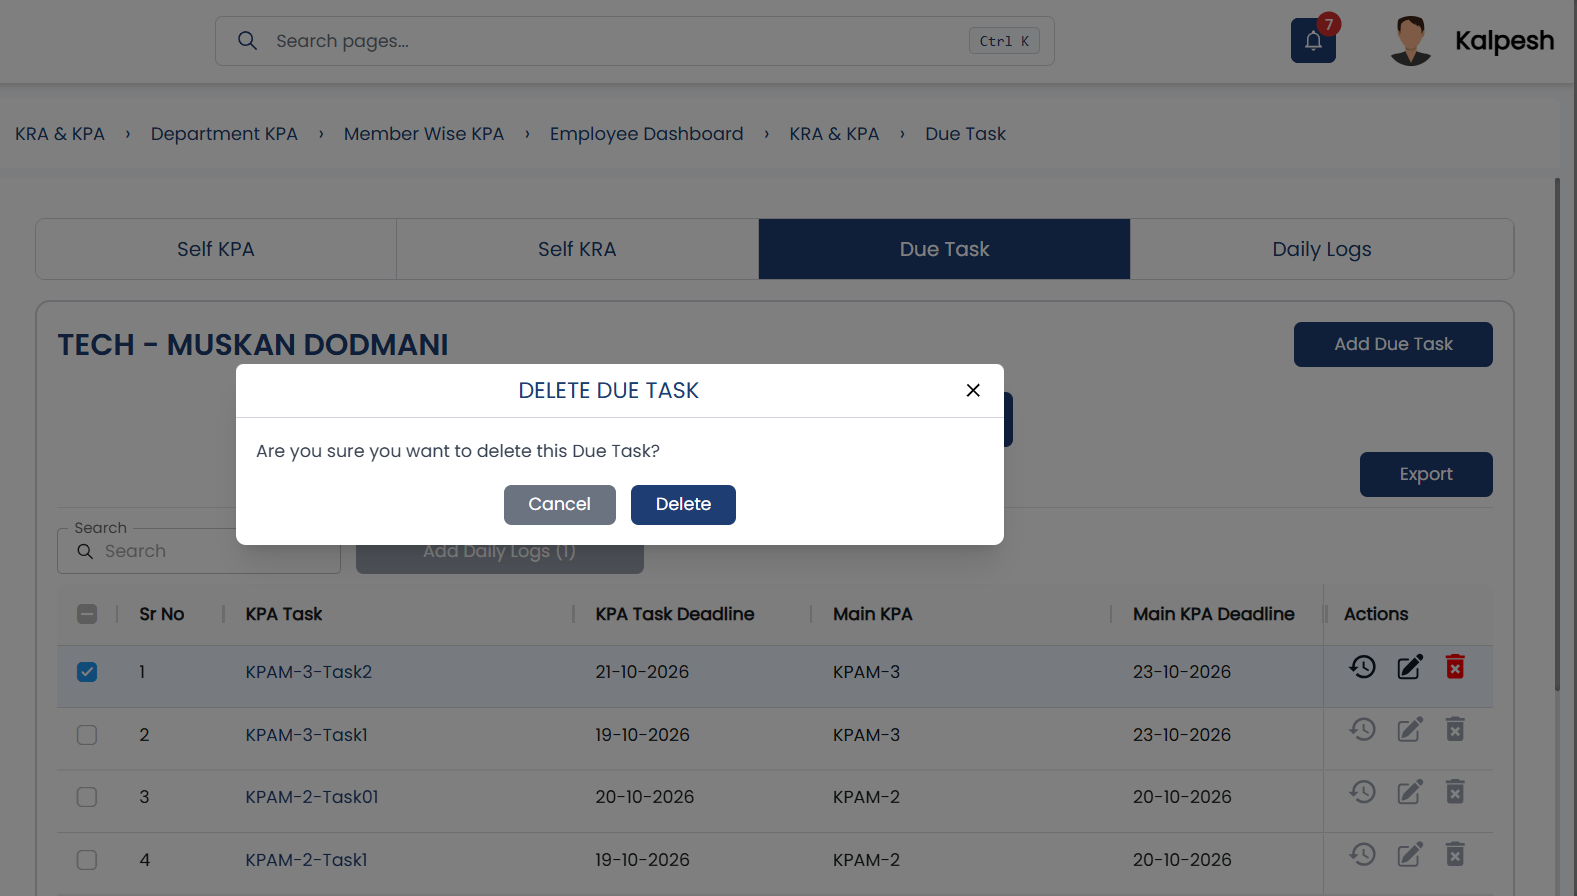 Search pages...
Ctrl K
7
Kalpesh
KRA & KPA › Department KPA › Member Wise KPA › Employee Dashboard › KRA & KPA › Due Task
Self KPA
Self KRA
Due Task
Daily Logs
TECH - MUSKAN DODMANI
Add Due Task
DELETE DUE TASK
Are you sure you want to delete this Due Task?
Cancel
Delete
Export
Search
Search
Add Daily Logs (1)
Sr No KPA Task KPA Task Deadline Main KPA Main KPA Deadline Actions
1 KPAM-3-Task2 21-10-2026 KPAM-3 23-10-2026
2 KPAM-3-Task1 19-10-2026 KPAM-3 23-10-2026
3 KPAM-2-Task01 20-10-2026 KPAM-2 20-10-2026
4 KPAM-2-Task1 19-10-2026 KPAM-2 20-10-2026